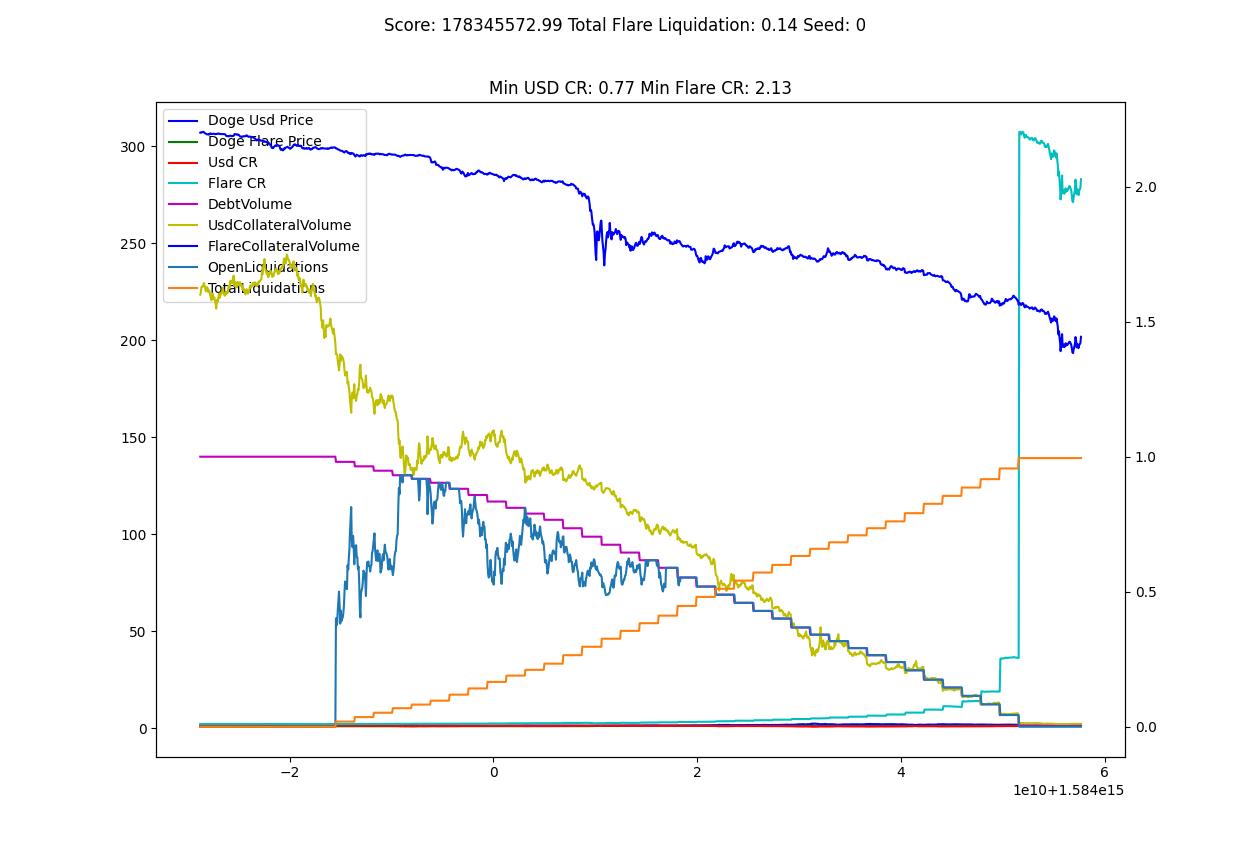 Score: 178345572.99 Total Flare Liquidation: 0.14 Seed: 0
Min USD CR: 0.77 Min Flare CR: 2.13
Doge Usd Price
Doge Flare Price
Usd CR
Flare CR
DebtVolume
UsdCollateralVolume
FlareCollateralVolume
OpenLiquidations
TotalLiquidations
300
250
200
150
100
50
0
2.0
1.5
1.0
0.5
0.0
−2
0
2
4
6
1e10+1.584e15